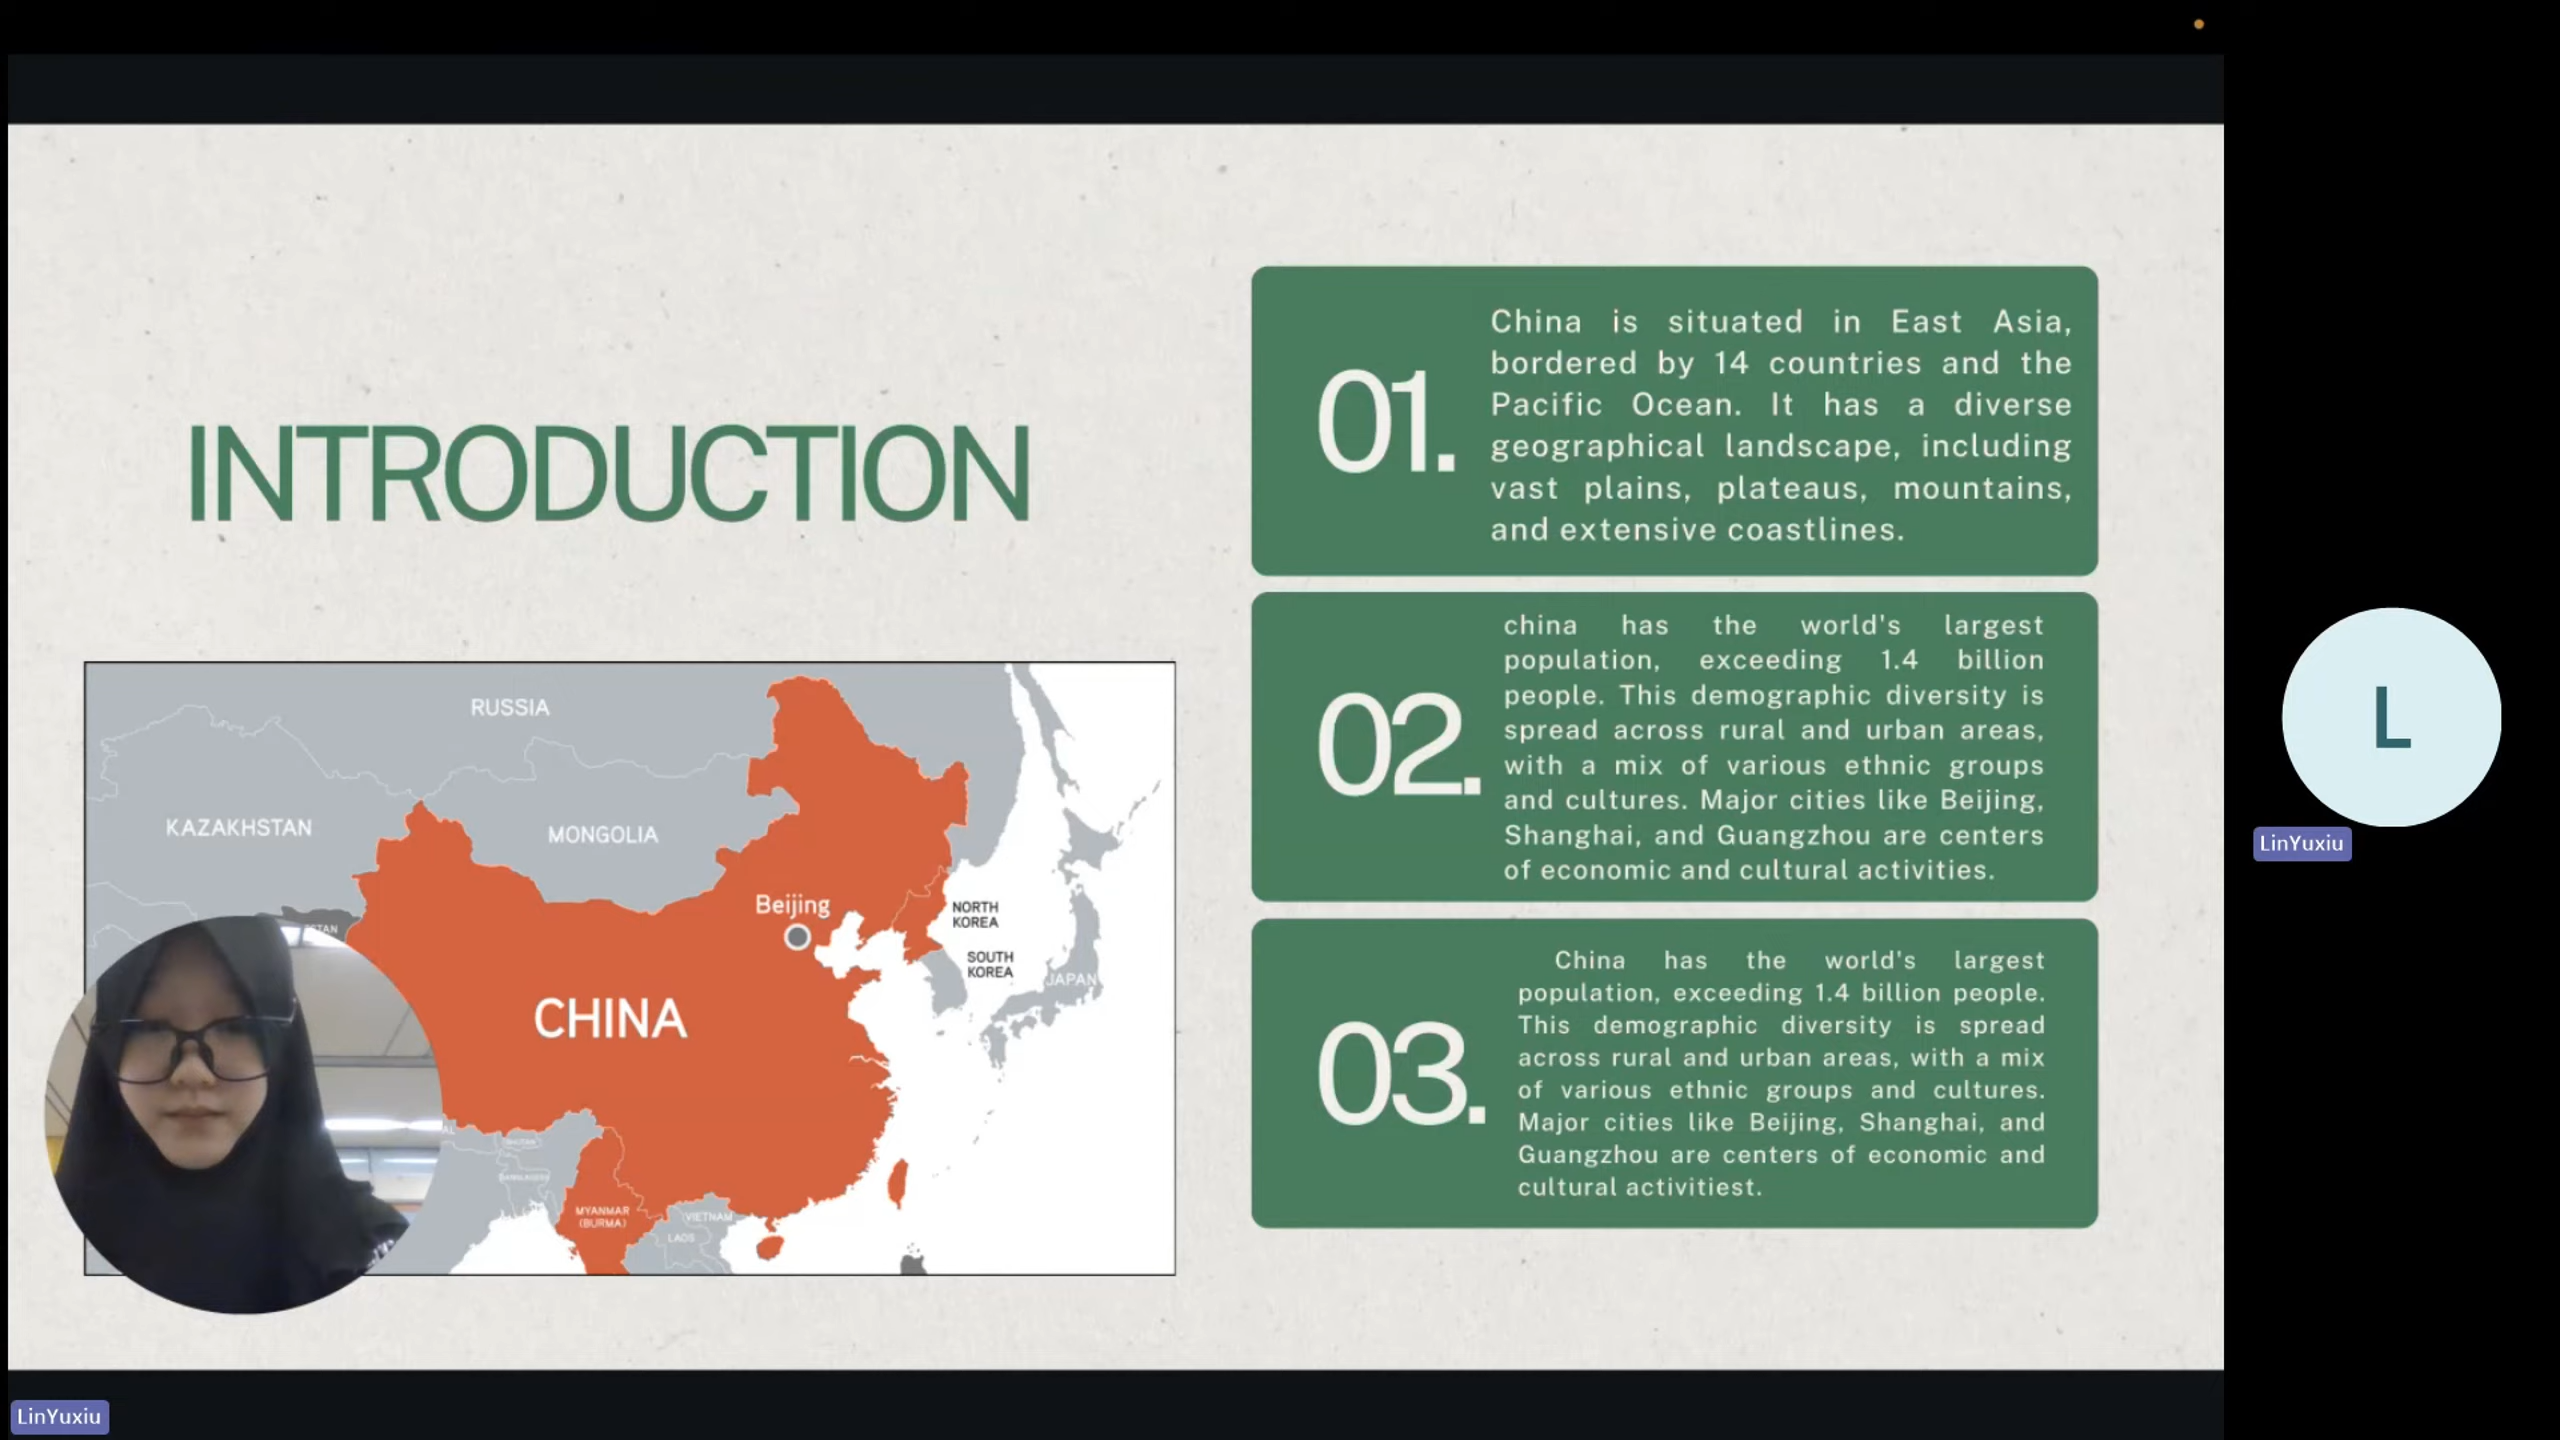 INTRODUCTION
RUSSIA
KAZAKHSTAN
MONGOLIA
Beijing
NORTH
KOREA
SOUTH
KOREA
JAPAN
CHINA
BHUTAN
BANGLADESH
MYANMAR
(BURMA)
VIETNAM
LAOS
01.
China is situated in East Asia,
bordered by 14 countries and the
Pacific Ocean. It has a diverse
geographical landscape, including
vast plains, plateaus, mountains,
and extensive coastlines.
02.
china has the world's largest
population, exceeding 1.4 billion
people. This demographic diversity is
spread across rural and urban areas,
with a mix of various ethnic groups
and cultures. Major cities like Beijing,
Shanghai, and Guangzhou are centers
of economic and cultural activities.
03.
China has the world's largest
population, exceeding 1.4 billion people.
This demographic diversity is spread
across rural and urban areas, with a mix
of various ethnic groups and cultures.
Major cities like Beijing, Shanghai, and
Guangzhou are centers of economic and
cultural activitiest.
L
LinYuxiu
LinYuxiu